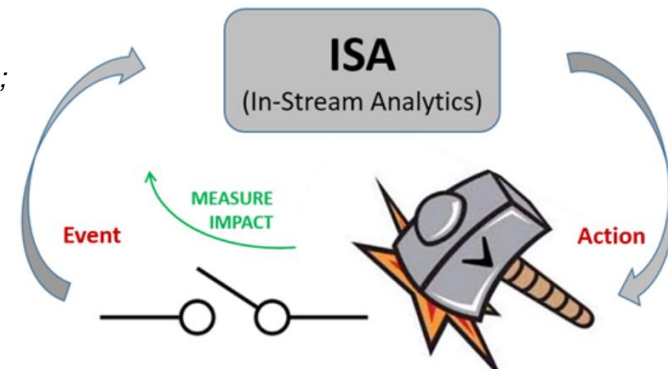 ISA
;
(In-Stream Analytics)
MEASURE
IMPACT
Event
Action